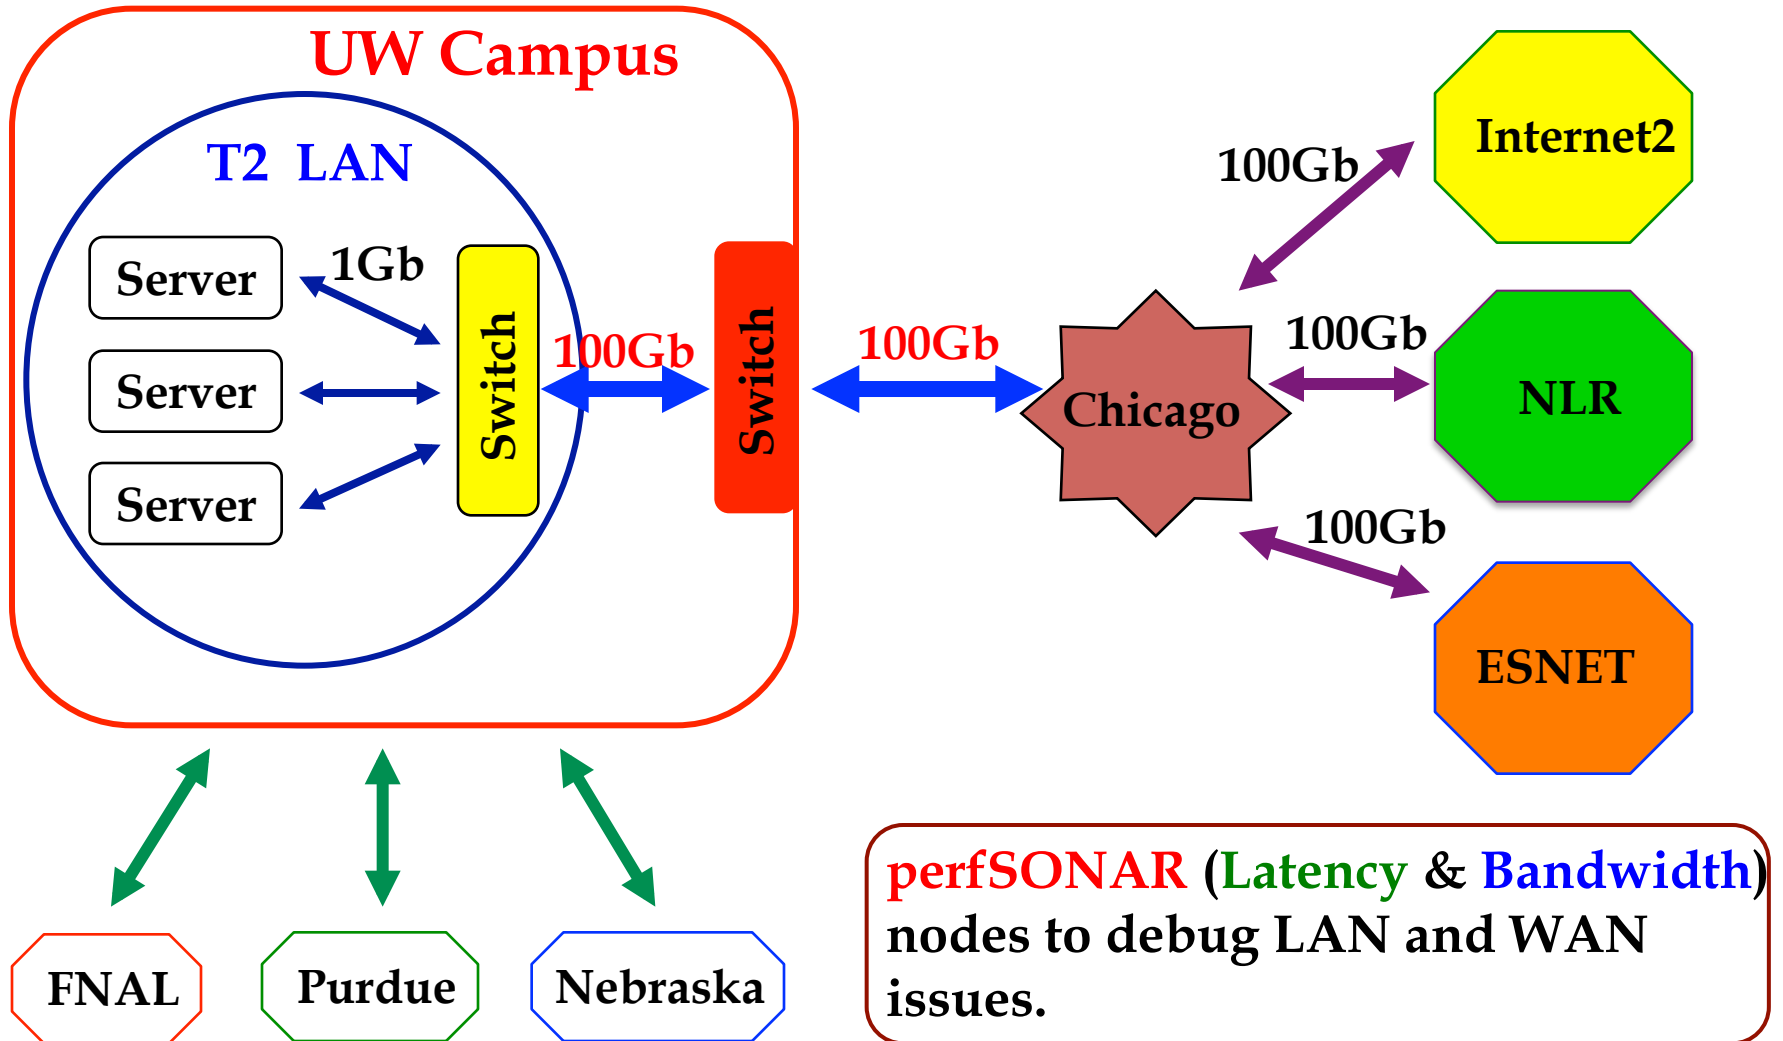 UW Campus
T2 LAN
Server
1Gb
Server
Server
Switch
100Gb
Switch
100Gb
Chicago
100Gb
Internet2
100Gb
NLR
100Gb
ESNET
FNAL
Purdue
Nebraska
perfSONAR (Latency & Bandwidth)
nodes to debug LAN and WAN
issues.